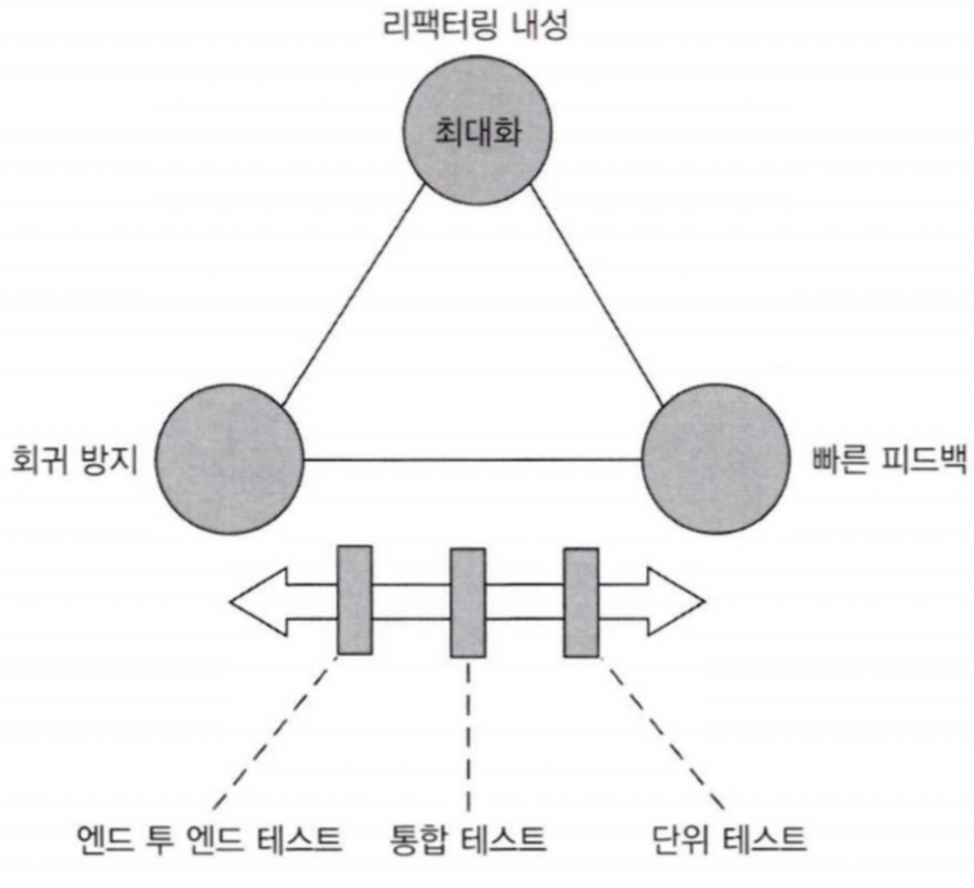 리팩터링 내성
최대화
회귀 방지
빠른 피드백
엔드 투 엔드 테스트
통합 테스트
단위 테스트